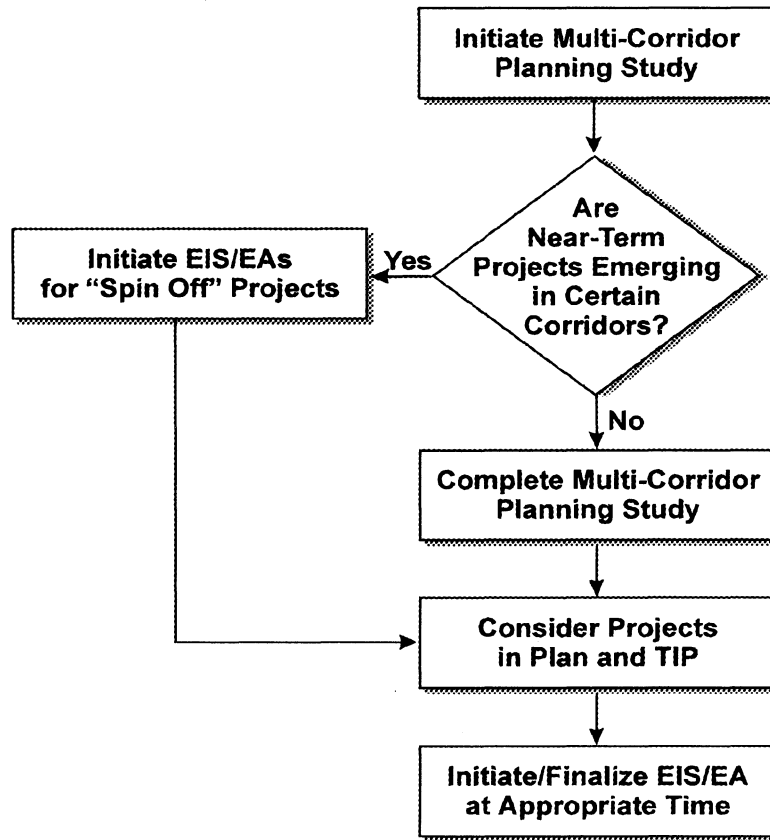 Initiate Multi-Corridor
Planning Study
Are
Near-Term
Projects Emerging
in Certain
Corridors?
Yes
Initiate EIS/EAs
for “Spin Off” Projects
No
Complete Multi-Corridor
Planning Study
Consider Projects
in Plan and TIP
Initiate/Finalize EIS/EA
at Appropriate Time